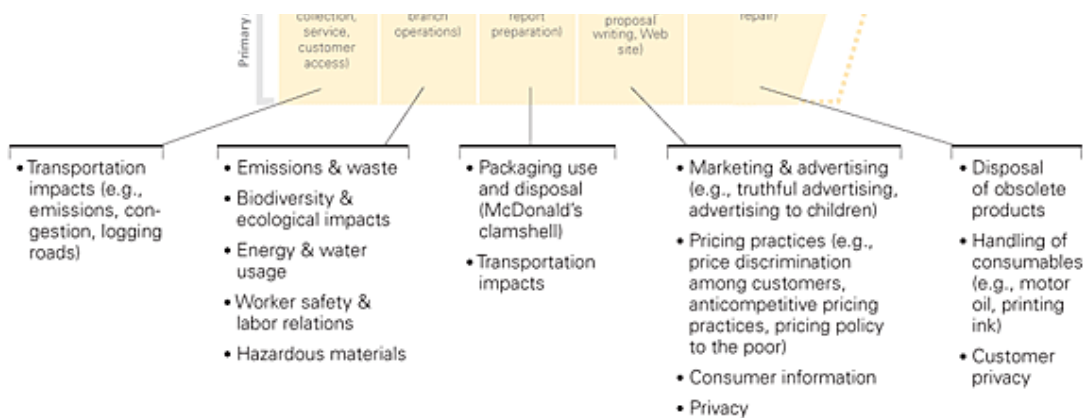 Primary
collection,
service,
customer
access)
branch
operations)
report
preparation)
proposal
writing, Web
site)
repair)
• Transportation
impacts (e.g.,
emissions, con-
gestion, logging
roads)
• Emissions & waste
• Biodiversity &
ecological impacts
• Energy & water
usage
• Worker safety &
labor relations
• Hazardous materials
• Packaging use
and disposal
(McDonald’s
clamshell)
• Transportation
impacts
• Marketing & advertising
(e.g., truthful advertising,
advertising to children)
• Pricing practices (e.g.,
price discrimination
among customers,
anticompetitive pricing
practices, pricing policy
to the poor)
• Consumer information
• Privacy
• Disposal
of obsolete
products
• Handling of
consumables
(e.g., motor
oil, printing
ink)
• Customer
privacy